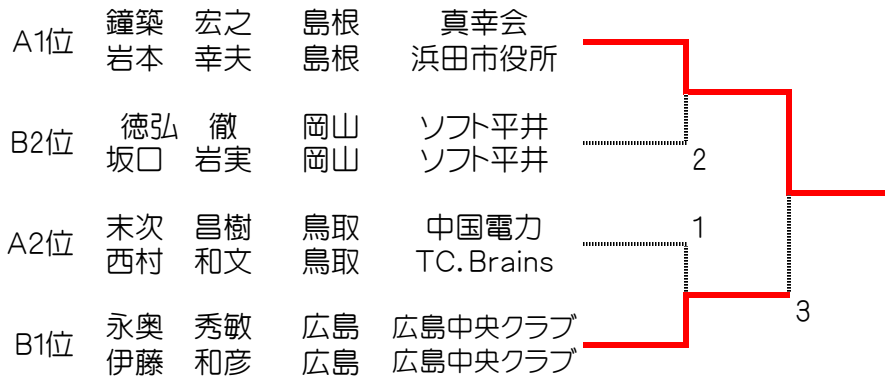 A1位 鐘築 宏之 島根 真幸会
岩本 幸夫 島根 浜田市役所
B2位 徳弘 徹 岡山 ソフト平井
坂口 岩実 岡山 ソフト平井
2
A2位 末次 昌樹 鳥取 中国電力
西村 和文 鳥取 TC.Brains
1
3
B1位 永奥 秀敏 広島 広島中央クラブ
伊藤 和彦 広島 広島中央クラブ